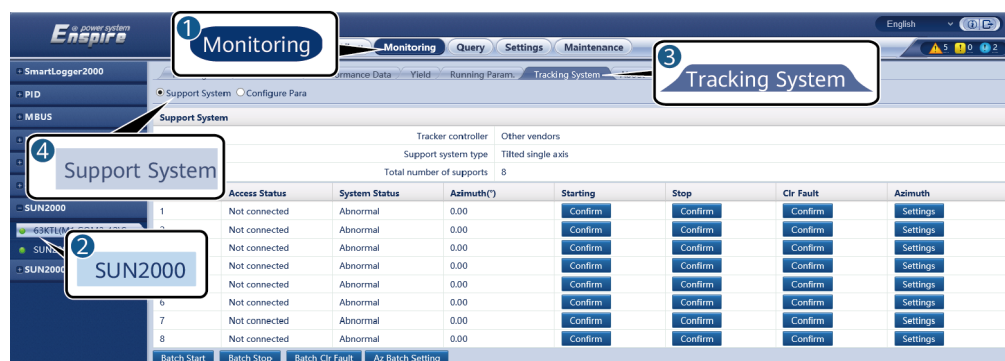 e power system
Enspire
English
1
Monitoring
Monitoring Query Settings Maintenance
5 0 2
SmartLogger2000
PID
MBUS
SUN2000
63KTL(M
SUN2000
Yield Running Param. Tracking System
3
Tracking System
Support System Configure Para
Support System
4
Support System
2
SUN2000
Tracker controller Other vendors
Support system type Tilted single axis
Total number of supports 8
Access Status System Status Azimuth(°) Starting Stop Clr Fault Azimuth
1 Not connected Abnormal 0.00 Confirm Confirm Confirm Settings
Not connected Abnormal 0.00 Confirm Confirm Confirm Settings
Not connected Abnormal 0.00 Confirm Confirm Confirm Settings
Not connected Abnormal 0.00 Confirm Confirm Confirm Settings
Not connected Abnormal 0.00 Confirm Confirm Confirm Settings
6 Not connected Abnormal 0.00 Confirm Confirm Confirm Settings
7 Not connected Abnormal 0.00 Confirm Confirm Confirm Settings
8 Not connected Abnormal 0.00 Confirm Confirm Confirm Settings
Batch Start Batch Stop Batch Clr Fault Az Batch Setting